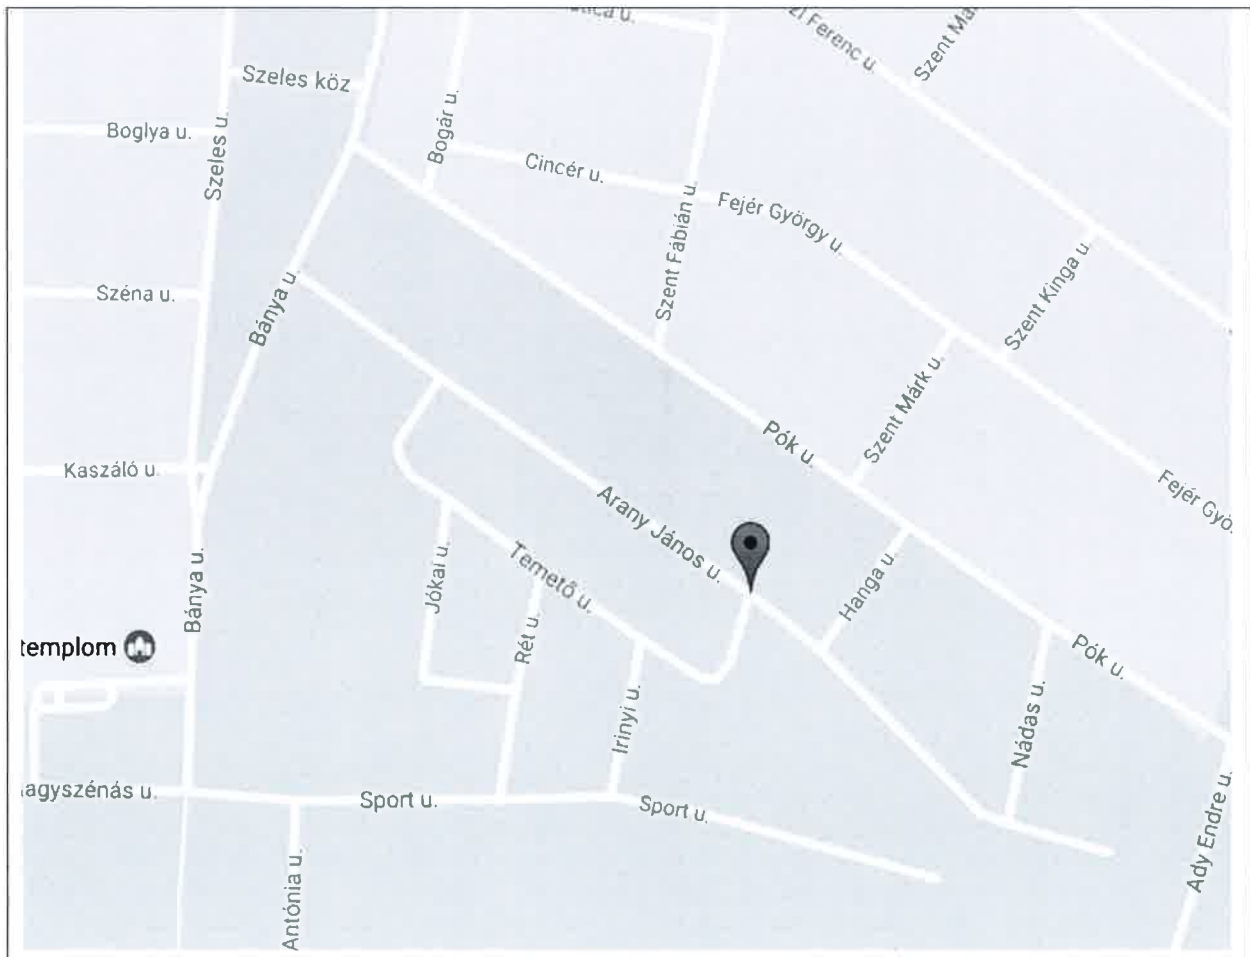 Szent
Ferenc u.
Szeles köz
Boglya u.
Szeles u.
Bogár u.
Cincér u.
Szent Fábián u.
Fejér György u.
Szent Kinga u.
Széna u.
Bánya u.
Szent Márk u.
Pók u.
Kaszáló u.
Arany János u.
Fejér Gyö.
Jókai u.
Temető u.
Hanga u.
Bánya u.
Rét u.
templom
Pók u.
Irinyi u.
Nádas u.
agyszénás u.
Sport u.
Sport u.
Ady Endre u.
Antónia u.